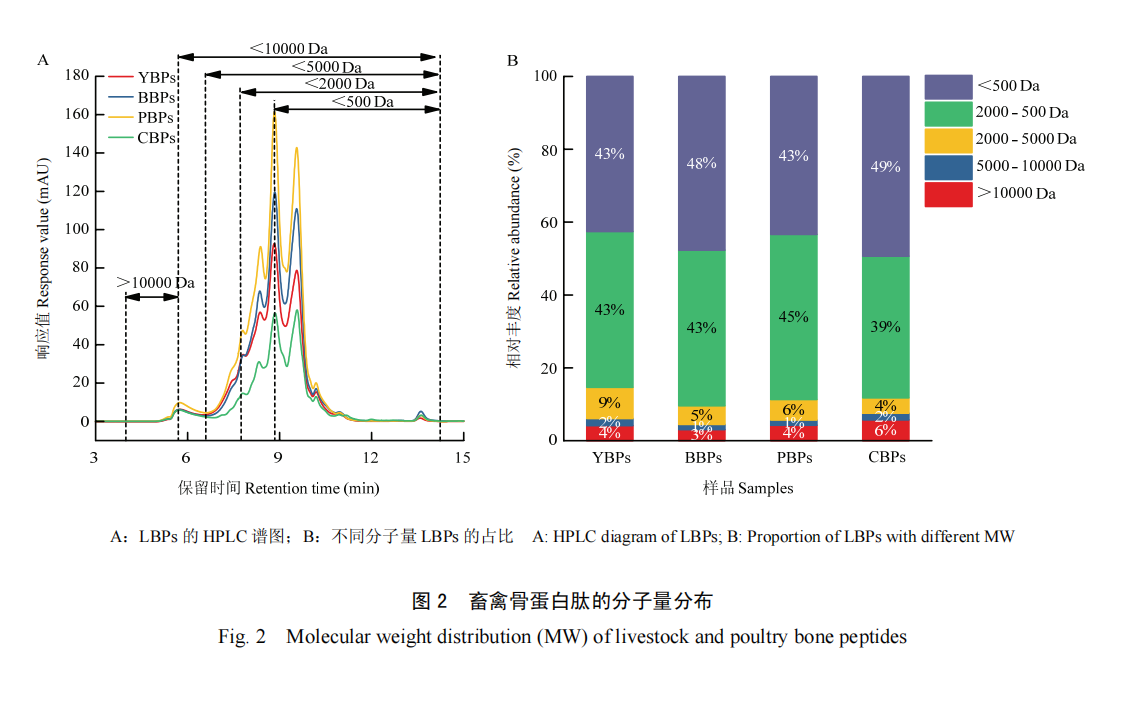 A
<10000 Da
<5000 Da
<2000 Da
<500 Da
>10000 Da
YBPs
BBPs
PBPs
CBPs
180
160
140
120
100
80
60
40
20
0
响应值 Response value (mAU)
3 6 9 12 15
保留时间 Retention time (min)
B
100
80
60
40
20
0
相对丰度 Relative abundance (%)
43% 48% 43% 49%
43% 43% 45% 39%
9% 5% 6% 4%
2% 1% 1% 2%
4% 3% 4% 6%
YBPs BBPs PBPs CBPs
样品 Samples
<500 Da
2000-500 Da
2000-5000 Da
5000-10000 Da
>10000 Da
A：LBPs 的 HPLC 谱图；B：不同分子量 LBPs 的占比 A: HPLC diagram of LBPs; B: Proportion of LBPs with different MW
图 2 畜禽骨蛋白肽的分子量分布
Fig. 2 Molecular weight distribution (MW) of livestock and poultry bone peptides